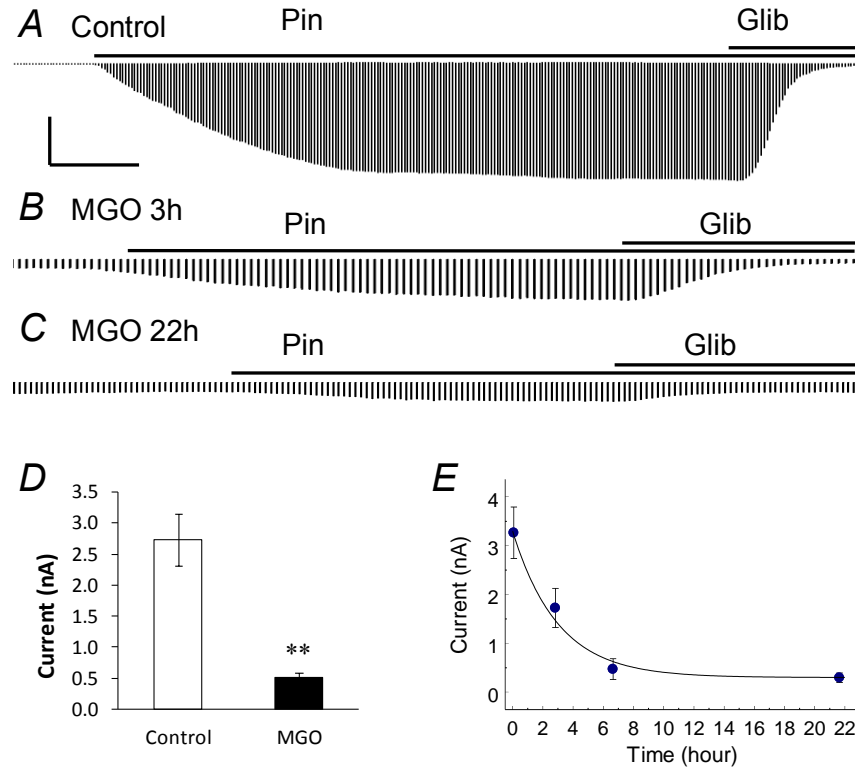 A Control Pin Glib
B MGO 3h Pin Glib
C MGO 22h Pin Glib
D
3.5
3.0
2.5
2.0
1.5
1.0
0.5
0.0
Current (nA)
**
Control MGO
E
4
3
2
1
0
Current (nA)
0 2 4 6 8 10 12 14 16 18 20 22
Time (hour)